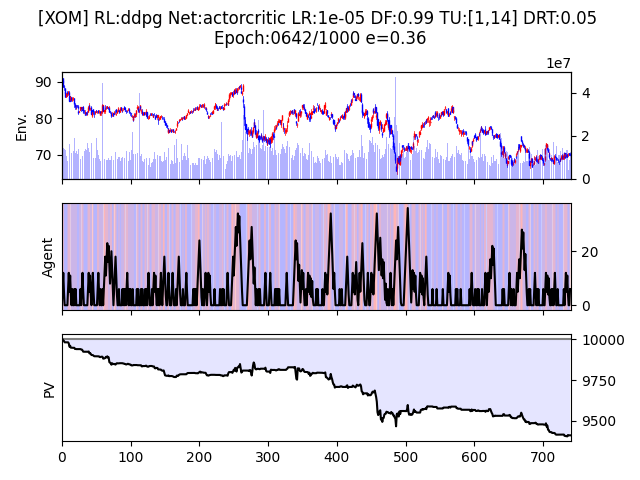 [XOM] RL:ddpg Net:actorcritic LR:1e-05 DF:0.99 TU:[1,14] DRT:0.05
Epoch:0642/1000 e=0.36
1e7
Env.
90
80
70
4
2
0
Agent
20
0
PV
10000
9750
9500
0 100 200 300 400 500 600 700